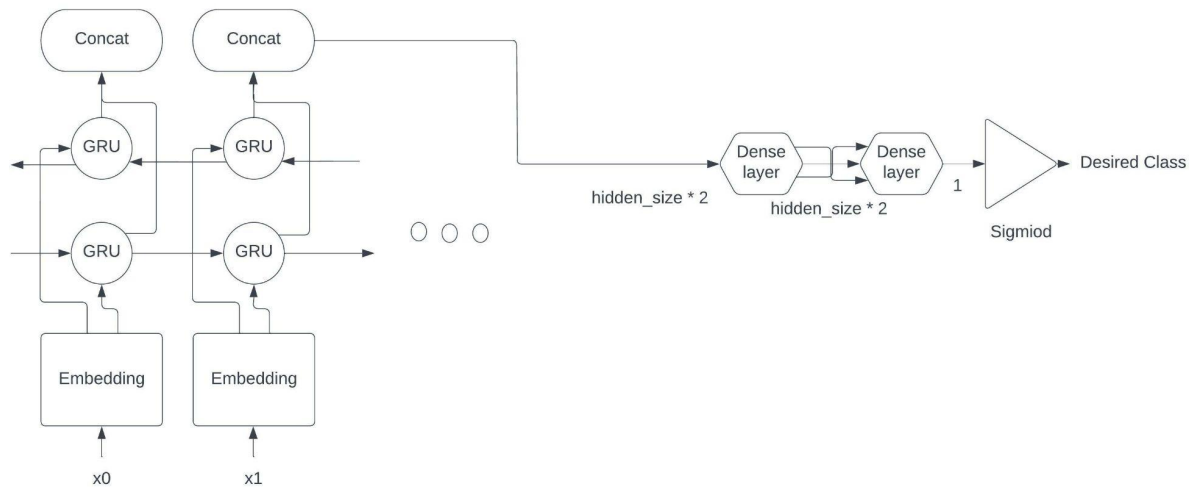 Concat
Concat
GRU
GRU
Dense
layer
Dense
layer
Desired Class
hidden_size * 2
hidden_size * 2
1
Sigmiod
GRU
GRU
Embedding
Embedding
x0
x1